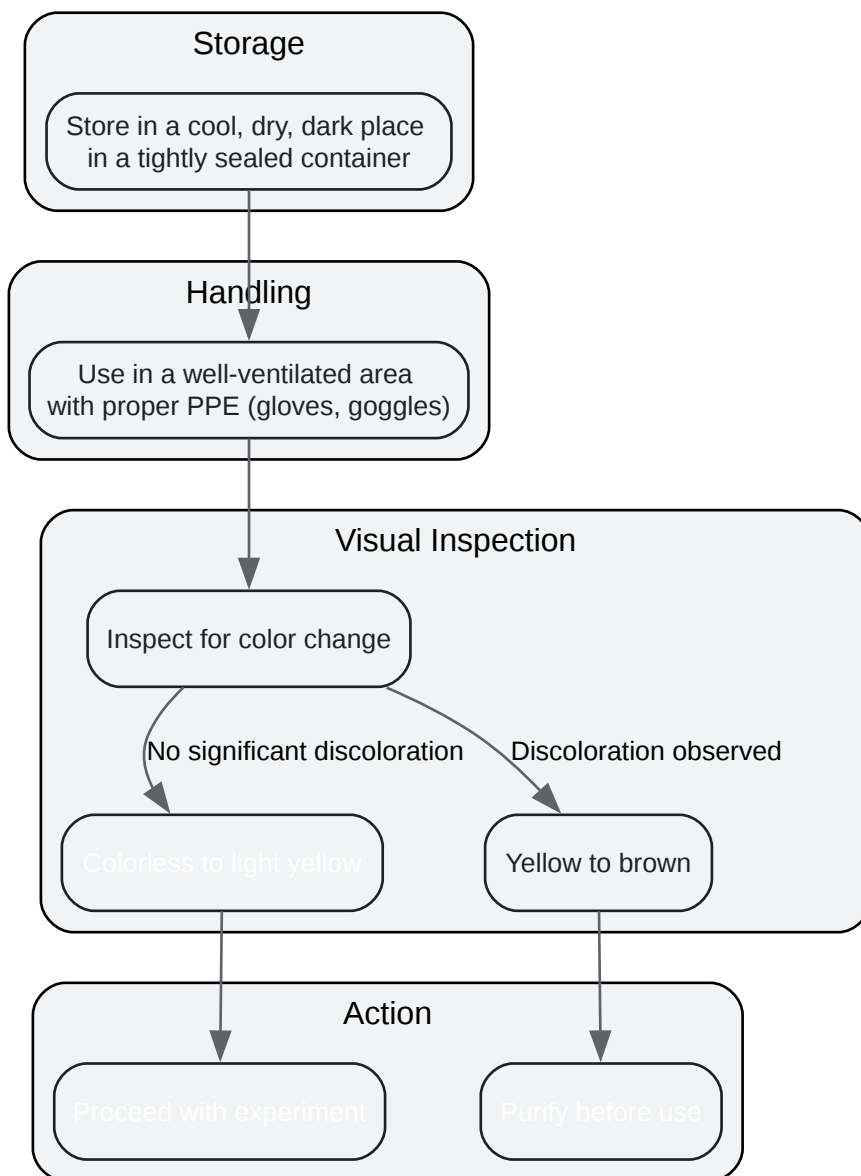 Storage
Store in a cool, dry, dark place
in a tightly sealed container
Handling
Use in a well-ventilated area
with proper PPE (gloves, goggles)
Visual Inspection
Inspect for color change
No significant discoloration
Discoloration observed
Colorless to light yellow
Yellow to brown
Action
Proceed with experiment
Purify before use